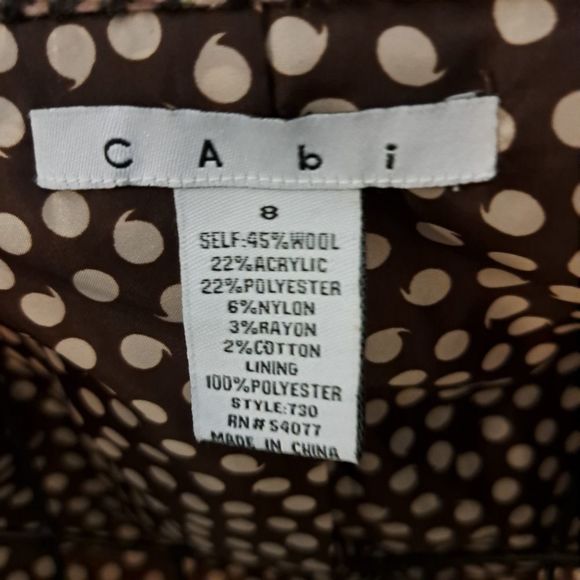 CAbi
8
SELF:45%WOOL
22%ACRYLIC
22%POLYESTER
6%NYLON
3%RAYON
2%COTTON
LINING
100%POLYESTER
STYLE:730
RN#54077
MADE IN CHINA